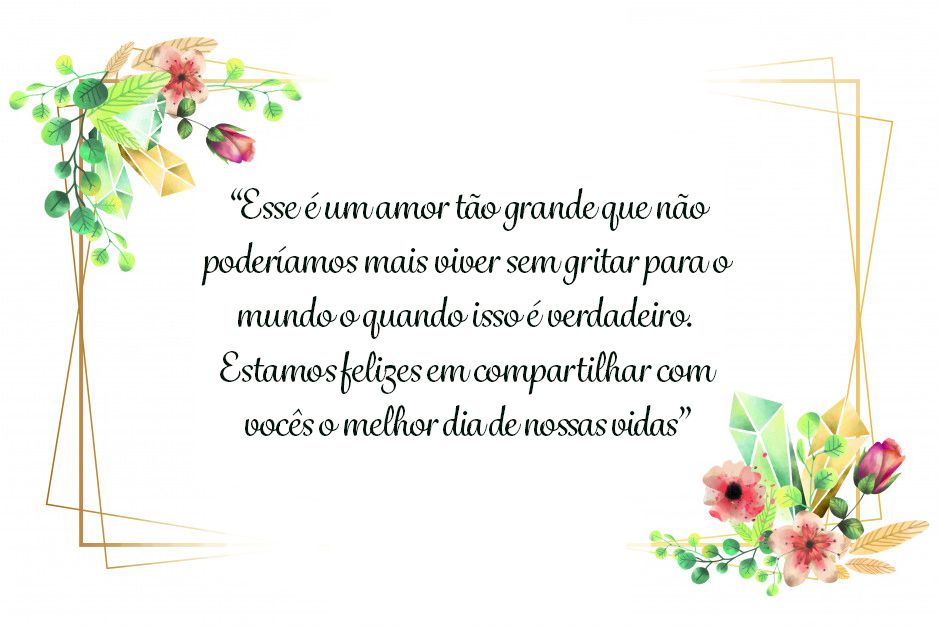 “Esse é um amor tão grande que não
poderíamos mais viver sem gritar para o
mundo o quando isso é verdadeiro.
Estamos felizes em compartilhar com
vocês o melhor dia de nossas vidas”